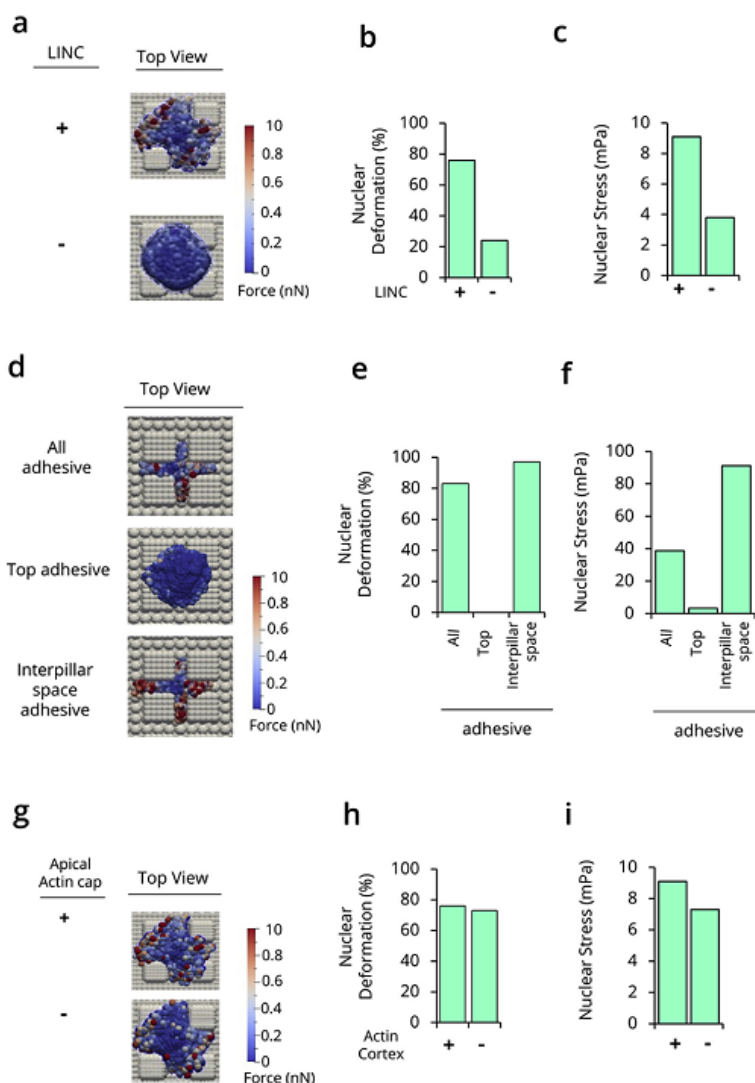 a
LINC
Top View
+
-
10
0.8
0.6
0.4
0.2
0
Force (nN)
b
Nuclear
Deformation (%)
100
80
60
40
20
0
LINC
+
-
c
Nuclear Stress (mPa)
10
8
6
4
2
0
+
-
d
Top View
All
adhesive
Top adhesive
Interpillar
space
adhesive
10
0.8
0.6
0.4
0.2
0
Force (nN)
e
Nuclear
Deformation (%)
100
80
60
40
20
0
All
Top
Interpillar
space
adhesive
f
Nuclear Stress (mPa)
100
80
60
40
20
0
All
Top
Interpillar
space
adhesive
g
Apical
Actin cap
Top View
+
-
10
0.8
0.6
0.4
0.2
0
Force (nN)
h
Nuclear
Deformation (%)
100
80
60
40
20
0
Actin
Cortex
+
-
i
Nuclear Stress (mPa)
10
8
6
4
2
0
+
-